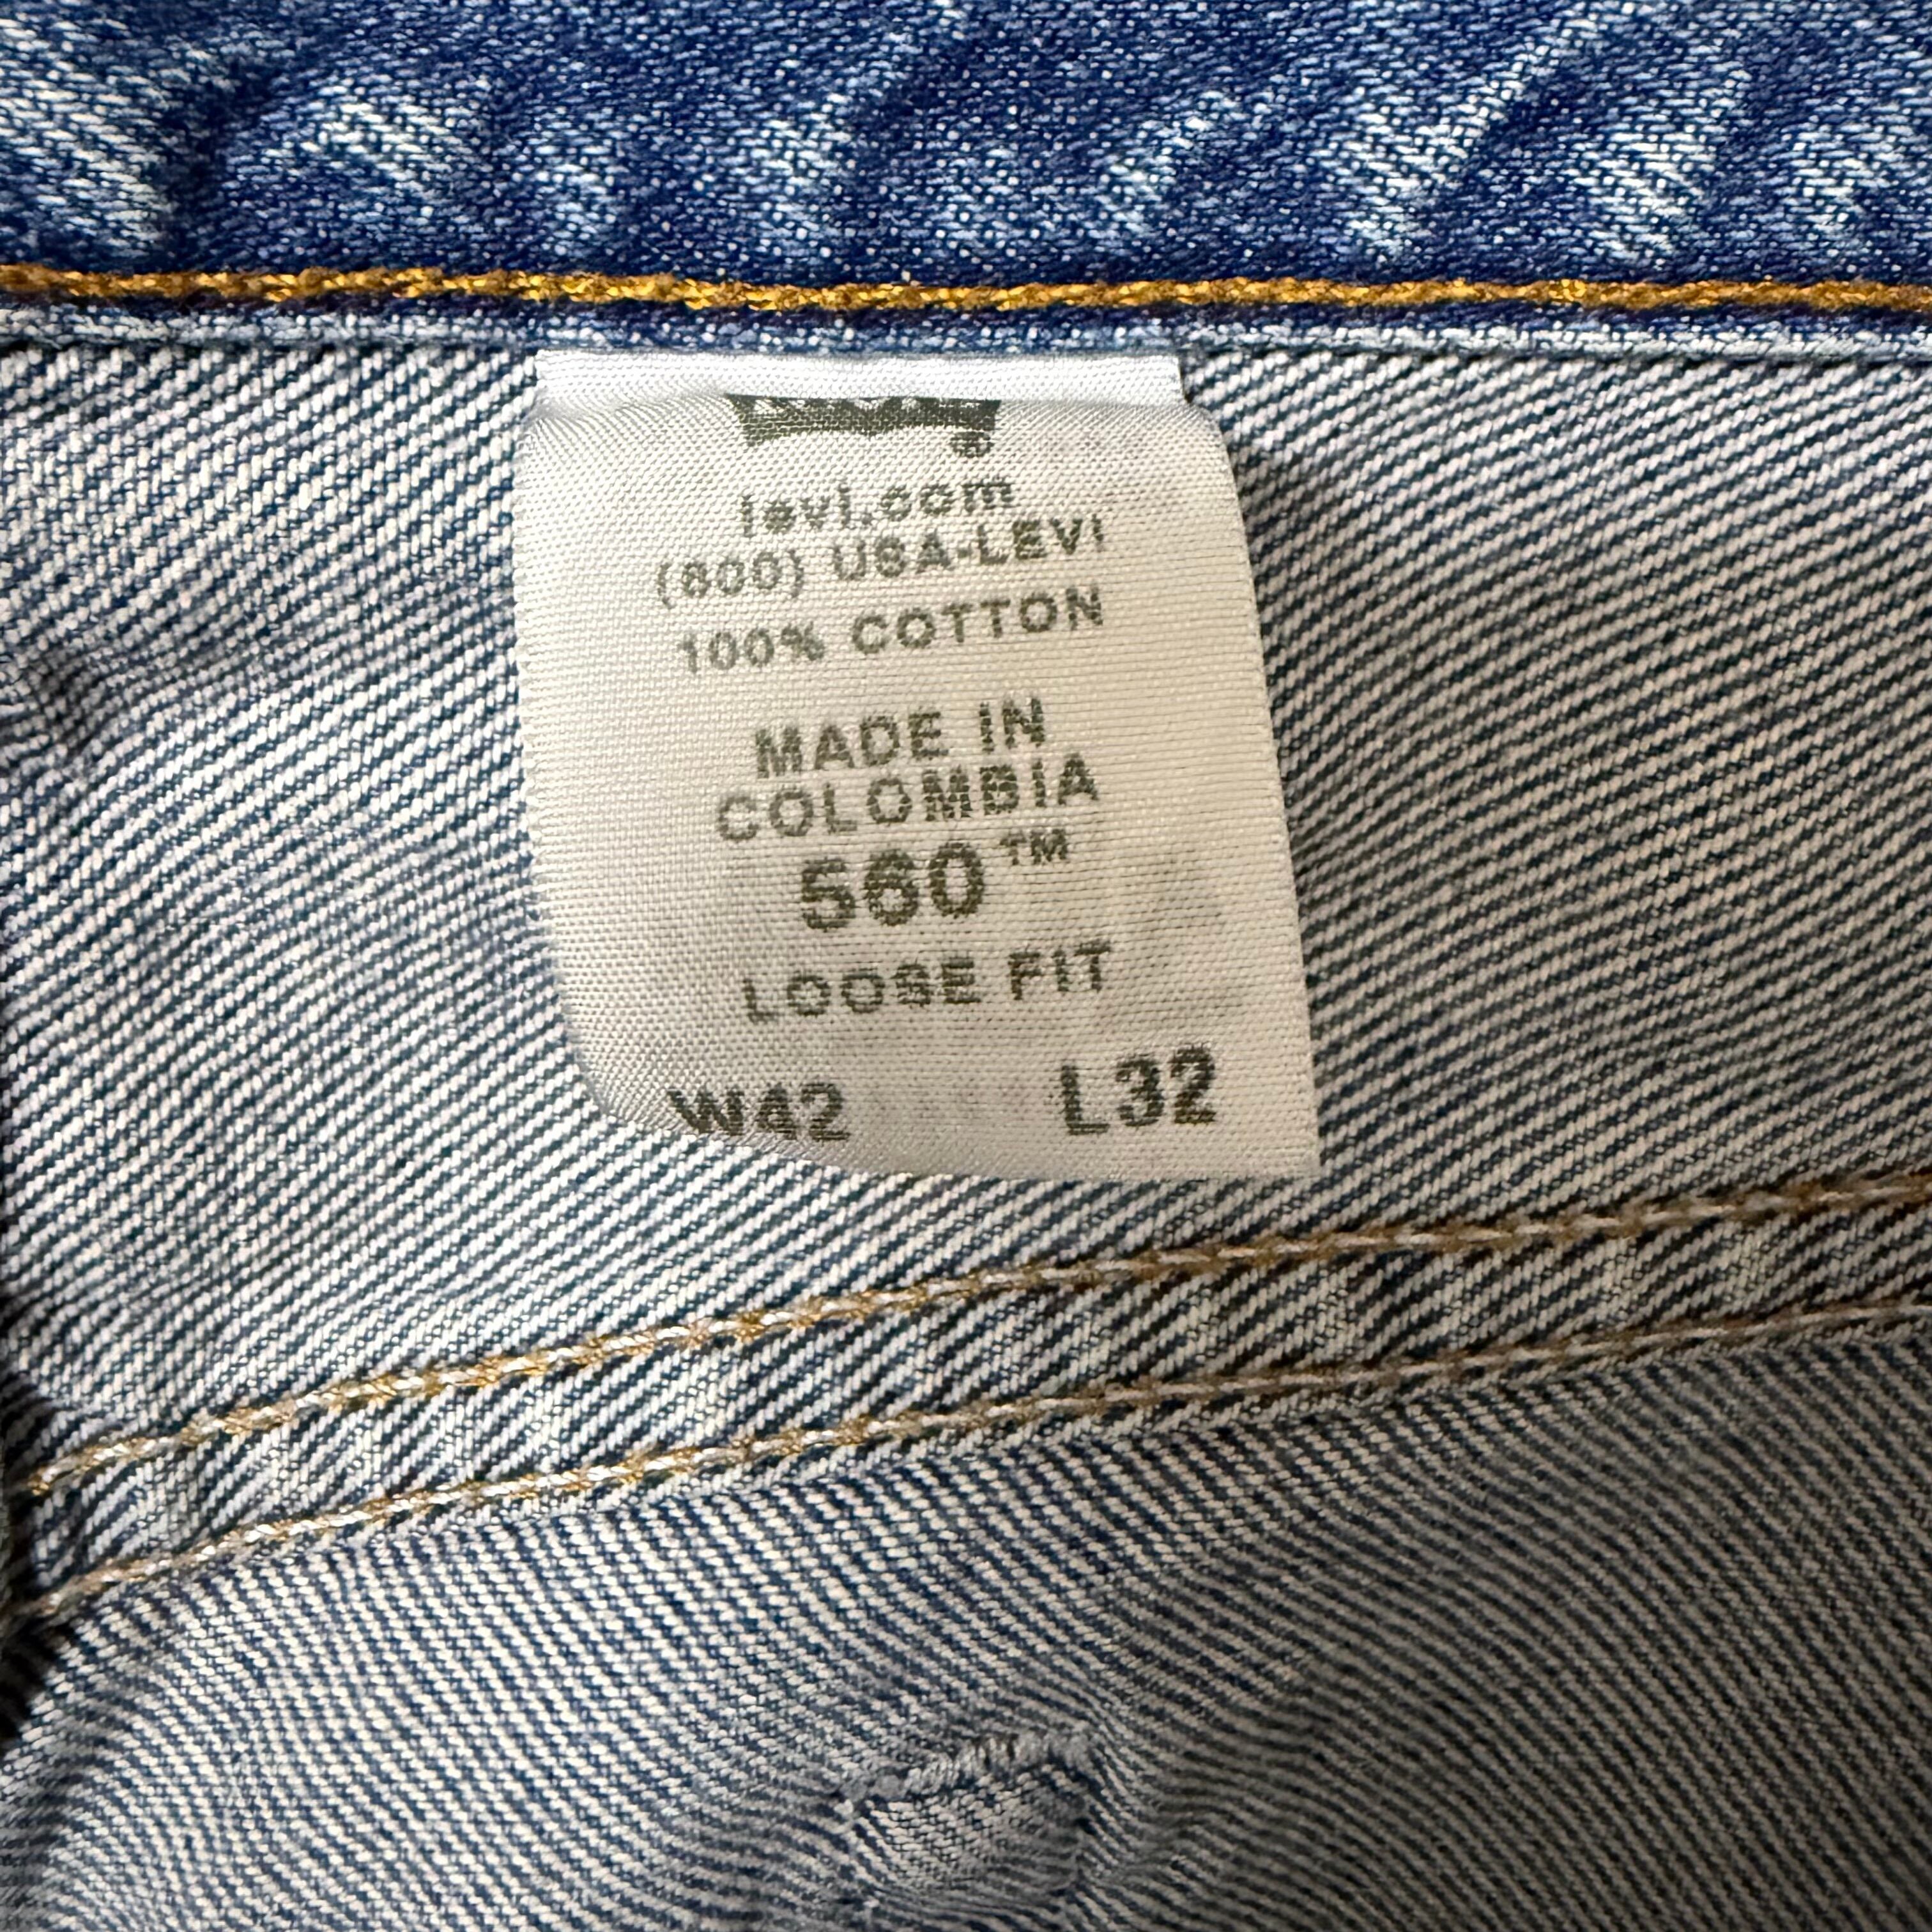 ®
levi.com
(800) USA-LEVI
100% COTTON
MADE IN
COLOMBIA
560™
LOOSE FIT
W42 L32